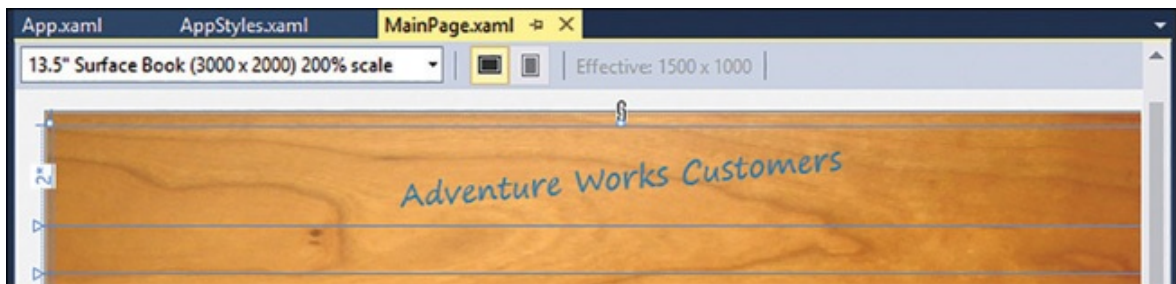 App.xaml AppStyles.xaml MainPage.xaml
13.5" Surface Book (3000 x 2000) 200% scale Effective: 1500 x 1000
2*
Adventure Works Customers